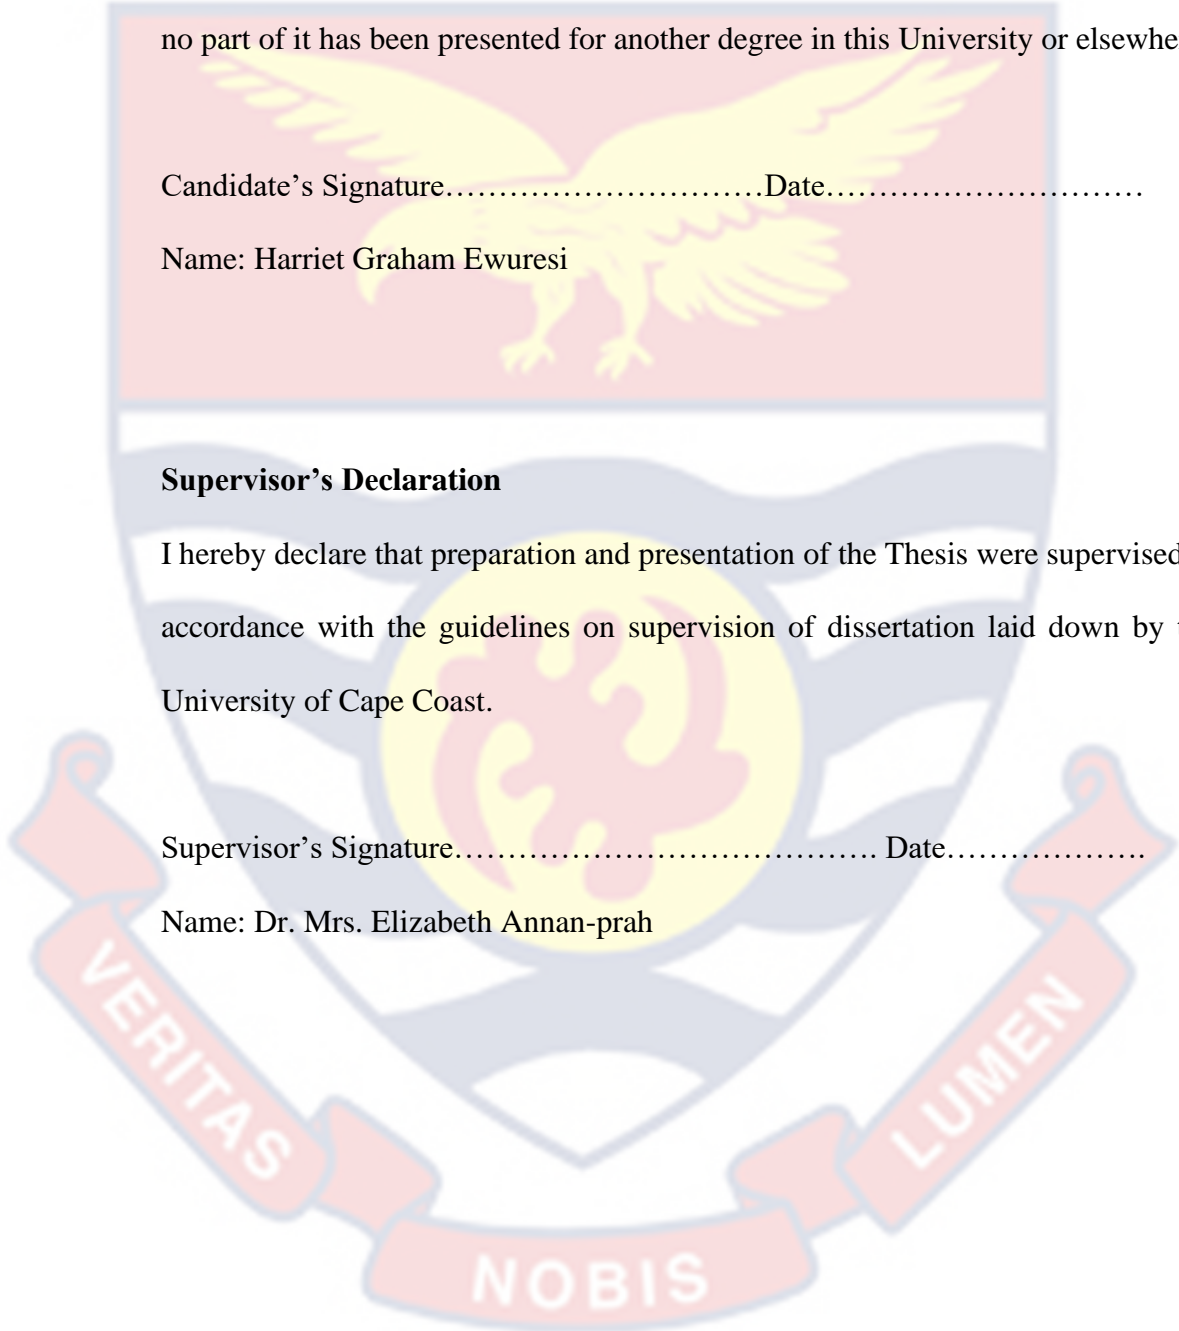 no part of it has been presented for another degree in this University or
Candidate’s Signature……..………………………Date…………………………
Name: Harriet Graham Ewuresi
Supervisor’s Declaration
I hereby declare that preparation and presentation of the Thesis were supervised
accordance with the guidelines on supervision of dissertation laid down by
University of Cape Coast.
Supervisor’s Signature…………………………………. Date……………….
Name: Dr. Mrs. Elizabeth Annan-prah
VERITAS
NOBIS
LUMEN